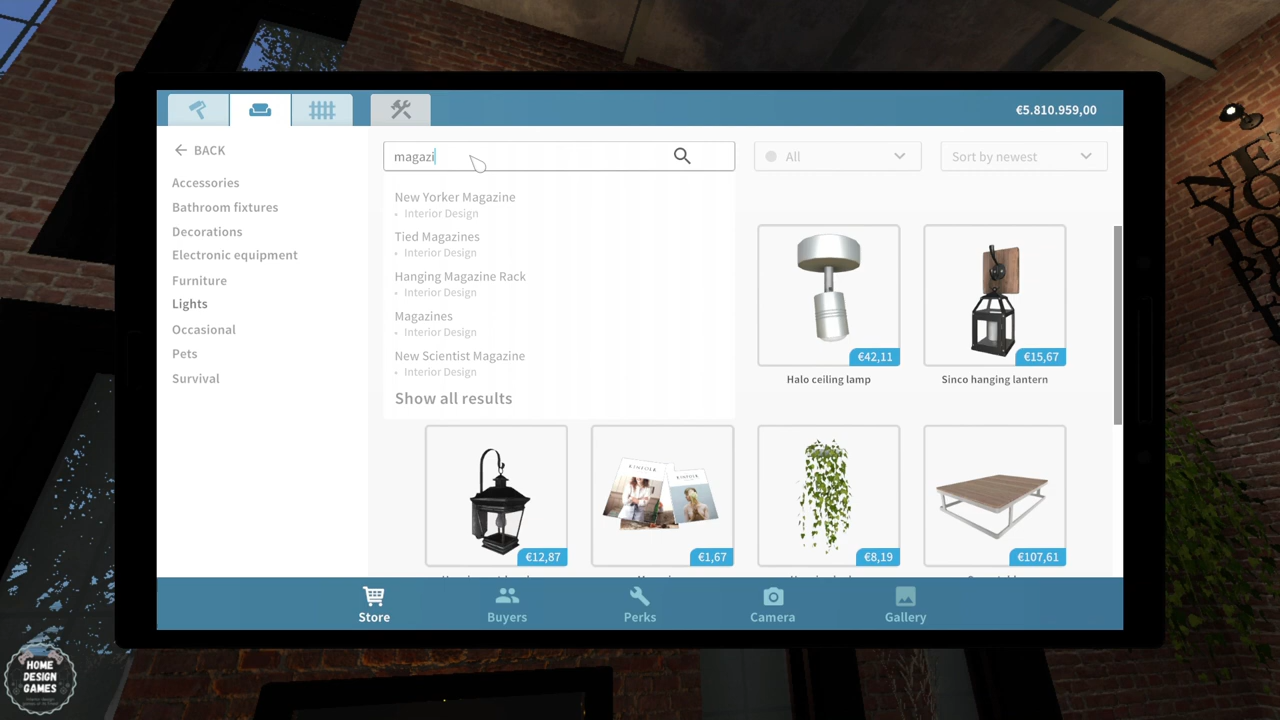 €5.810.959,00
BACK
Accessories
Bathroom fixtures
Decorations
Electronic equipment
Furniture
Lights
Occasional
Pets
Survival
magazi
All
Sort by newest
New Yorker Magazine
• Interior Design
Tied Magazines
• Interior Design
Hanging Magazine Rack
• Interior Design
Magazines
• Interior Design
New Scientist Magazine
• Interior Design
Show all results
€42,11
Halo ceiling lamp
€15,67
Sinco hanging lantern
€12,87
KINFOLK
KINFOLK
€1,67
€8,19
€107,61
Store
Buyers
Perks
Camera
Gallery
HOME
DESIGN
GAMES